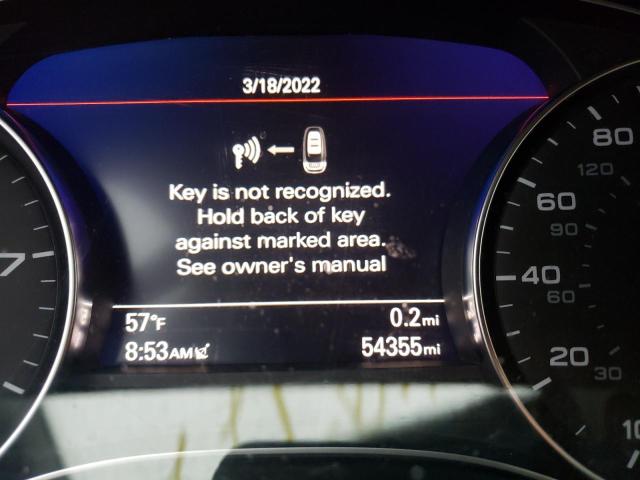 3/18/2022
Key is not recognized.
Hold back of key
against marked area.
See owner's manual
57°F
0.2mi
8:53AM
54355mi
7
80
120
60
90
40
60
20
30